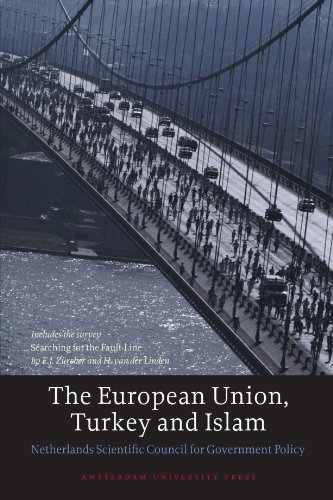 Includes the survey
Searching for the Fault-Line
by E.J. Zürcher and H. van der Linden
The European Union,
Turkey and Islam
Netherlands Scientific Council for Government Policy
AMSTERDAM UNIVERSITY PRESS